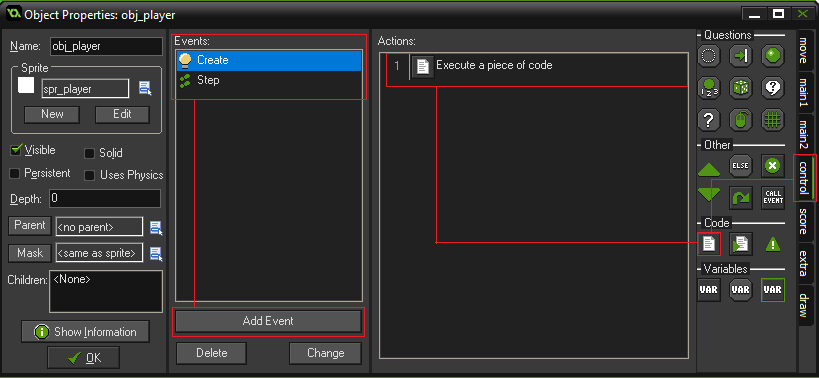 Object Properties: obj_player
Name: obj_player
Sprite
spr_player
New Edit
Visible Solid
Persistent Uses Physics
Depth: 0
Parent <no parent>
Mask <same as sprite>
Children: <None>
Show Information
OK
Events:
Create
Step
Add Event
Delete Change
Actions:
1 Execute a piece of code
Questions
1 2 3 ?
?
Other
ELSE
CALL EVENT
Code
Variables
VAR VAR VAR
move
main1
main2
control
score
extra
draw